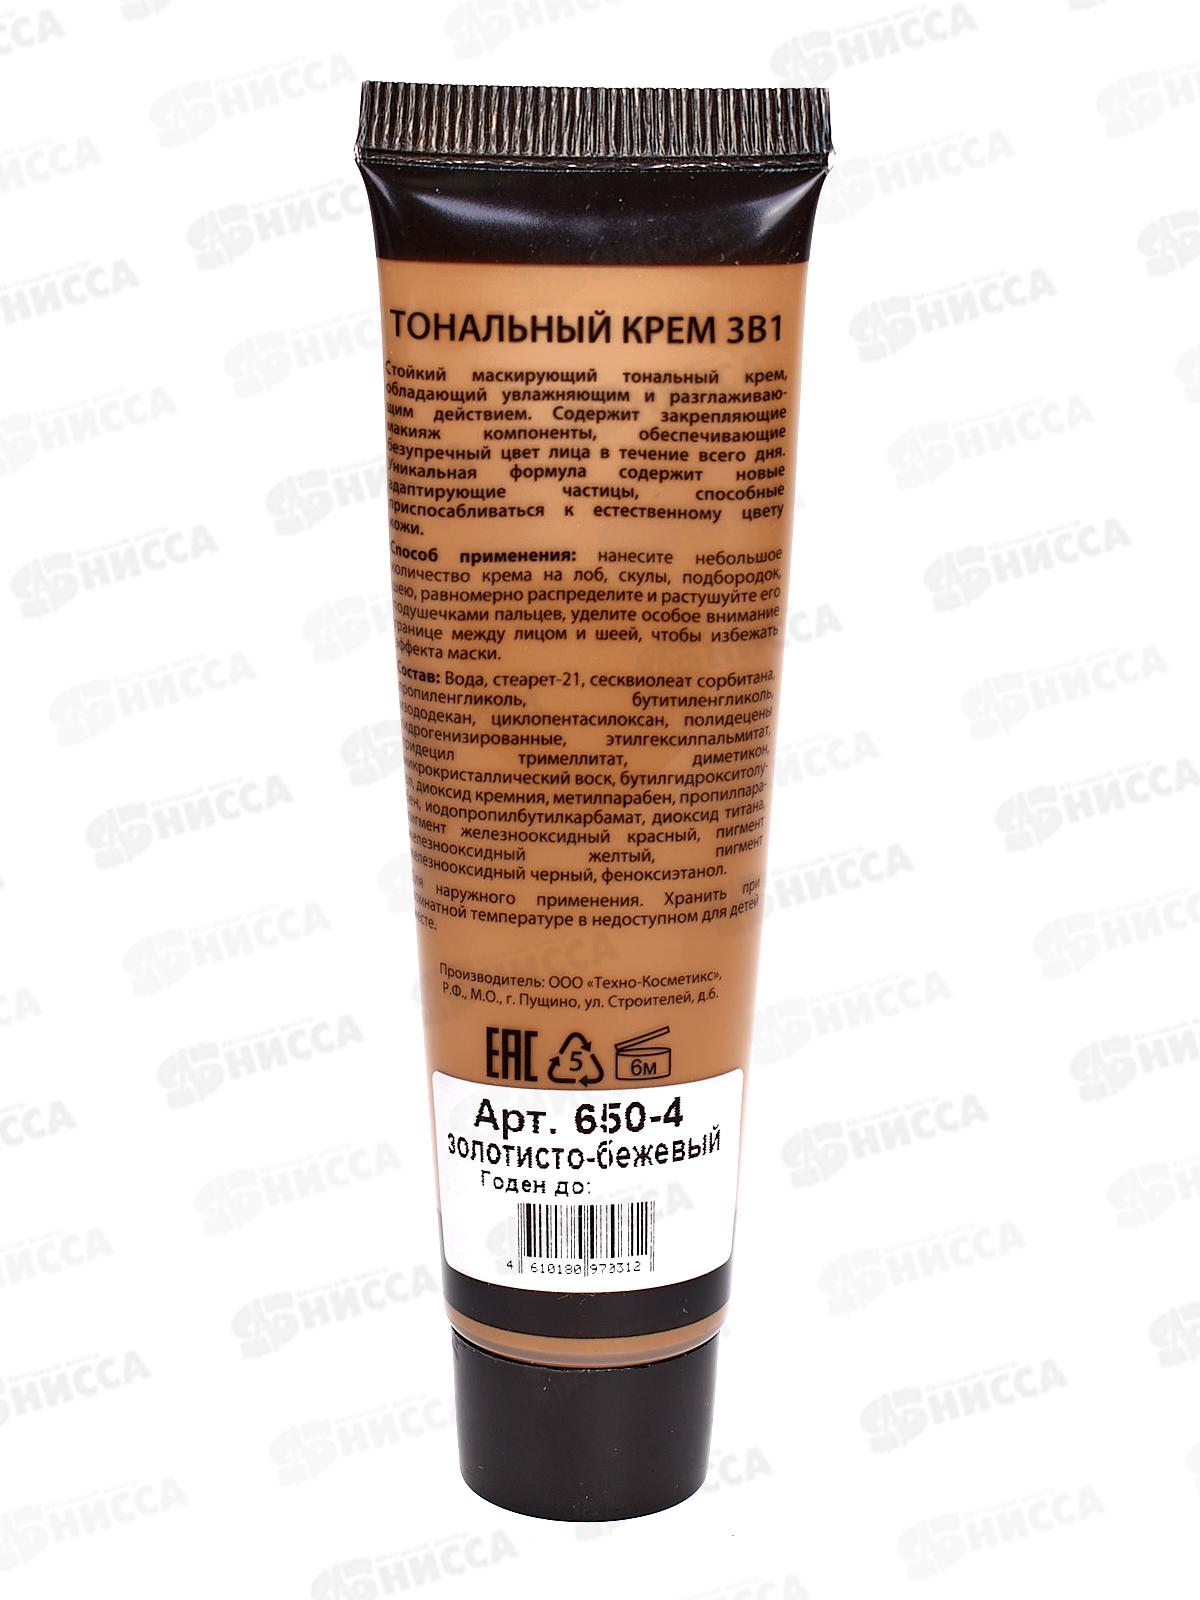 ТОНАЛЬНЫЙ КРЕМ 3В1
Стойкий маскирующий тональный крем,
обладающий увлажняющим и разглаживаю-
щим действием. Содержит закрепляющие
макияж компоненты, обеспечивающие
безупречный цвет лица в течение всего дня.
Уникальная формула содержит новые
адаптирующие частицы, способные
приспосабливаться к естественному цвету
кожи.
Способ применения: нанесите небольшое
количество крема на лоб, скулы, подбородок,
шею, равномерно распределите и растушуйте его
подушечками пальцев, уделите особое внимание
границе между лицом и шеей, чтобы избежать
эффекта маски.
Состав: Вода, стеарет-21, сесквиолеат сорбитана,
пропиленгликоль, бутитиленгликоль,
изододекан, циклопентасилоксан, полидецены
гидрогенизированные, этилгексилпальмитат,
тридецил тримеллитат, диметикон,
микрокристаллический воск, бутилгидрокситолу-
ол, диоксид кремния, метилпарабен, пропилпара-
бен, иодопропилбутилкарбамат, диоксид титана,
пигмент железнооксидный красный, пигмент
железнооксидный желтый, пигмент
железнооксидный черный, феноксиэтанол.
Для наружного применения. Хранить при
комнатной температуре в недоступном для детей
месте.
Производитель: ООО «Техно-Косметикс»,
Р.Ф., М.О., г. Пущино, ул. Строителей, д.6.
ЕАС 5 6м
Арт. 650-4
золотисто-бежевый
Годен до:
4 610180 973312
НИССА